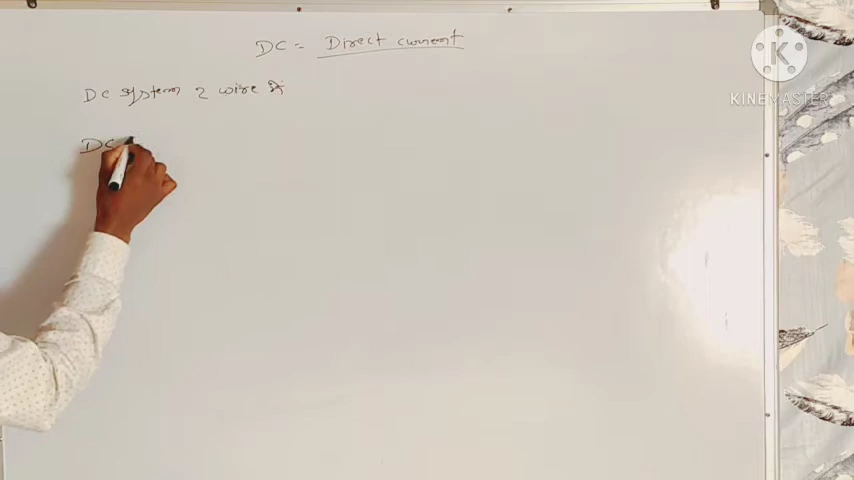 DC = Direct current
DC system 2 wire
DC
KINEMASTER